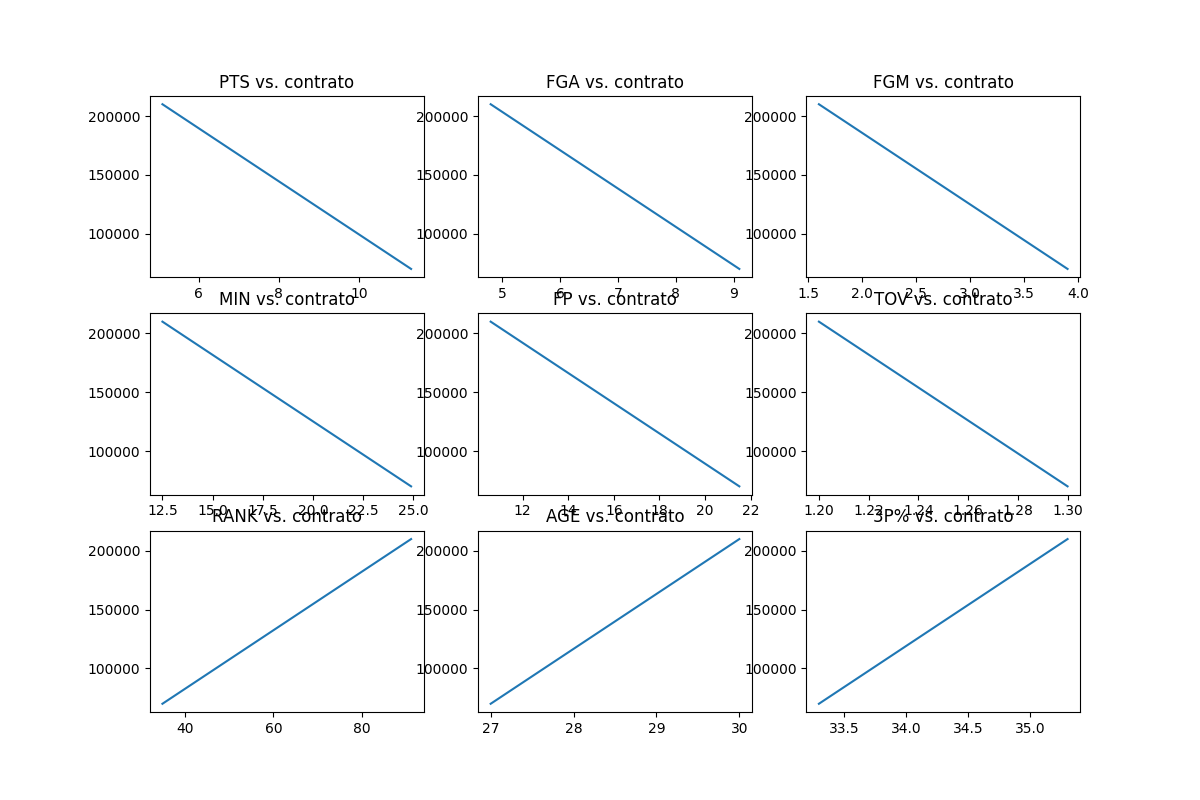 PTS vs. contrato
FGA vs. contrato
FGM vs. contrato
200000
150000
100000
6 8 10
200000
150000
100000
5 6 7 8 9
200000
150000
100000
1.5 2.0 2.5 3.0 3.5 4.0
MIN vs. contrato
FP vs. contrato
TOV vs. contrato
200000
150000
100000
12.5 15.0 17.5 20.0 22.5 25.0
200000
150000
100000
12 14 16 18 20 22
200000
150000
100000
1.20 1.22 1.24 1.26 1.28 1.30
RANK vs. contrato
AGE vs. contrato
3P% vs. contrato
200000
150000
100000
40 60 80
200000
150000
100000
27 28 29 30
200000
150000
100000
33.5 34.0 34.5 35.0